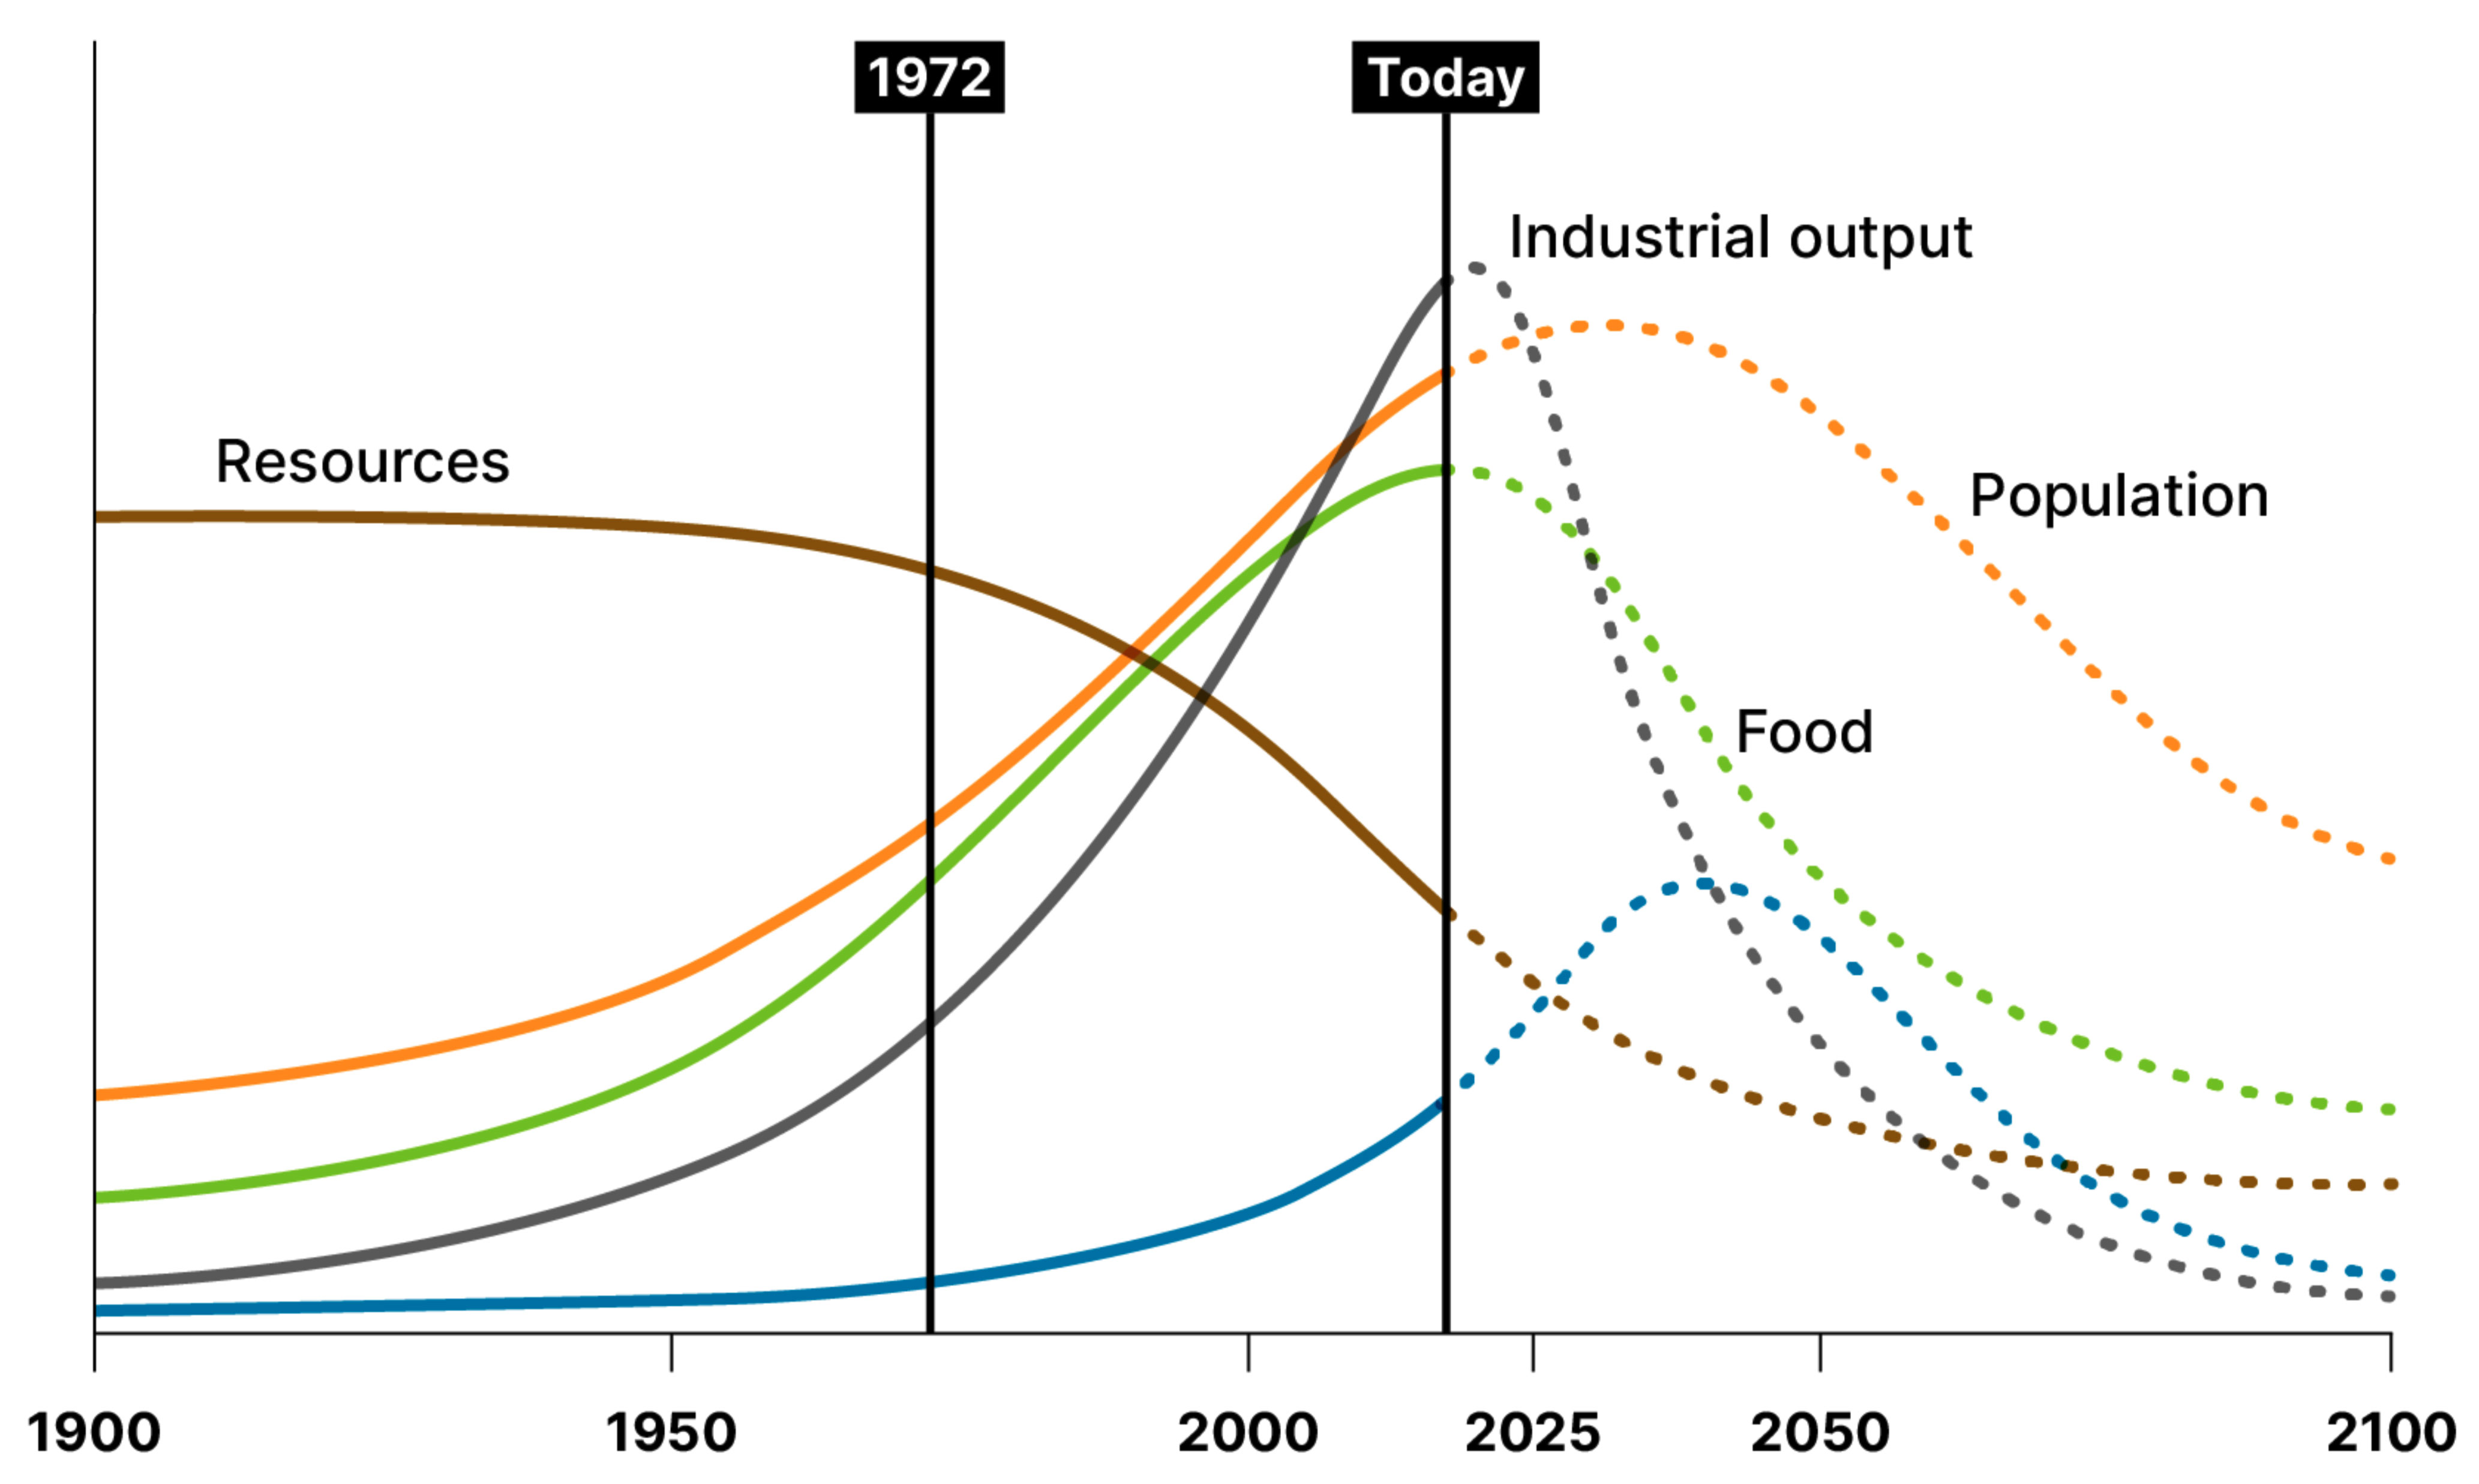 1972
Today
Industrial output
Resources
Population
Food
1900
1950
2000
2025
2050
2100